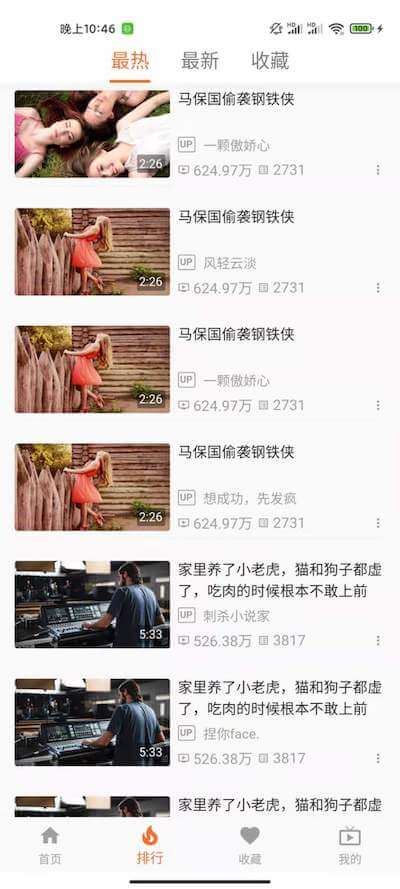 晚上10:46
HD
HD
100
最热 最新 收藏
马保国偷袭钢铁侠
2:26
UP 一颗傲娇心
624.97万 2731
马保国偷袭钢铁侠
2:26
UP 风轻云淡
624.97万 2731
马保国偷袭钢铁侠
2:26
UP 一颗傲娇心
624.97万 2731
马保国偷袭钢铁侠
2:26
UP 想成功，先发疯
624.97万 2731
家里养了小老虎，猫和狗子都虚
了，吃肉的时候根本不敢上前
5:33
UP 刺杀小说家
526.38万 3817
家里养了小老虎，猫和狗子都虚
了，吃肉的时候根本不敢上前
5:33
UP 捏你face.
526.38万 3817
家里养了小老虎，猫和狗子都虚
首页 排行 收藏 我的